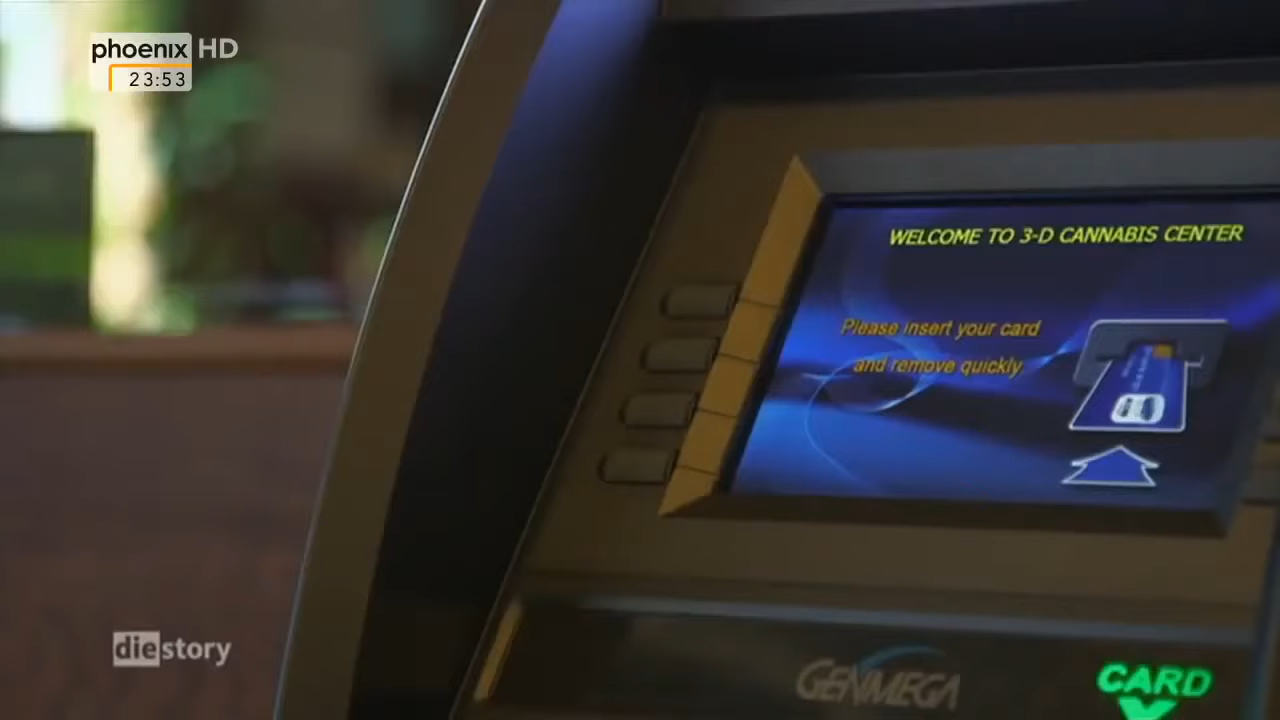 phoenix HD
23:53
WELCOME TO 3-D CANNABIS CENTER
Please insert your card
and remove quickly
diestory
GENMEGA
CARD